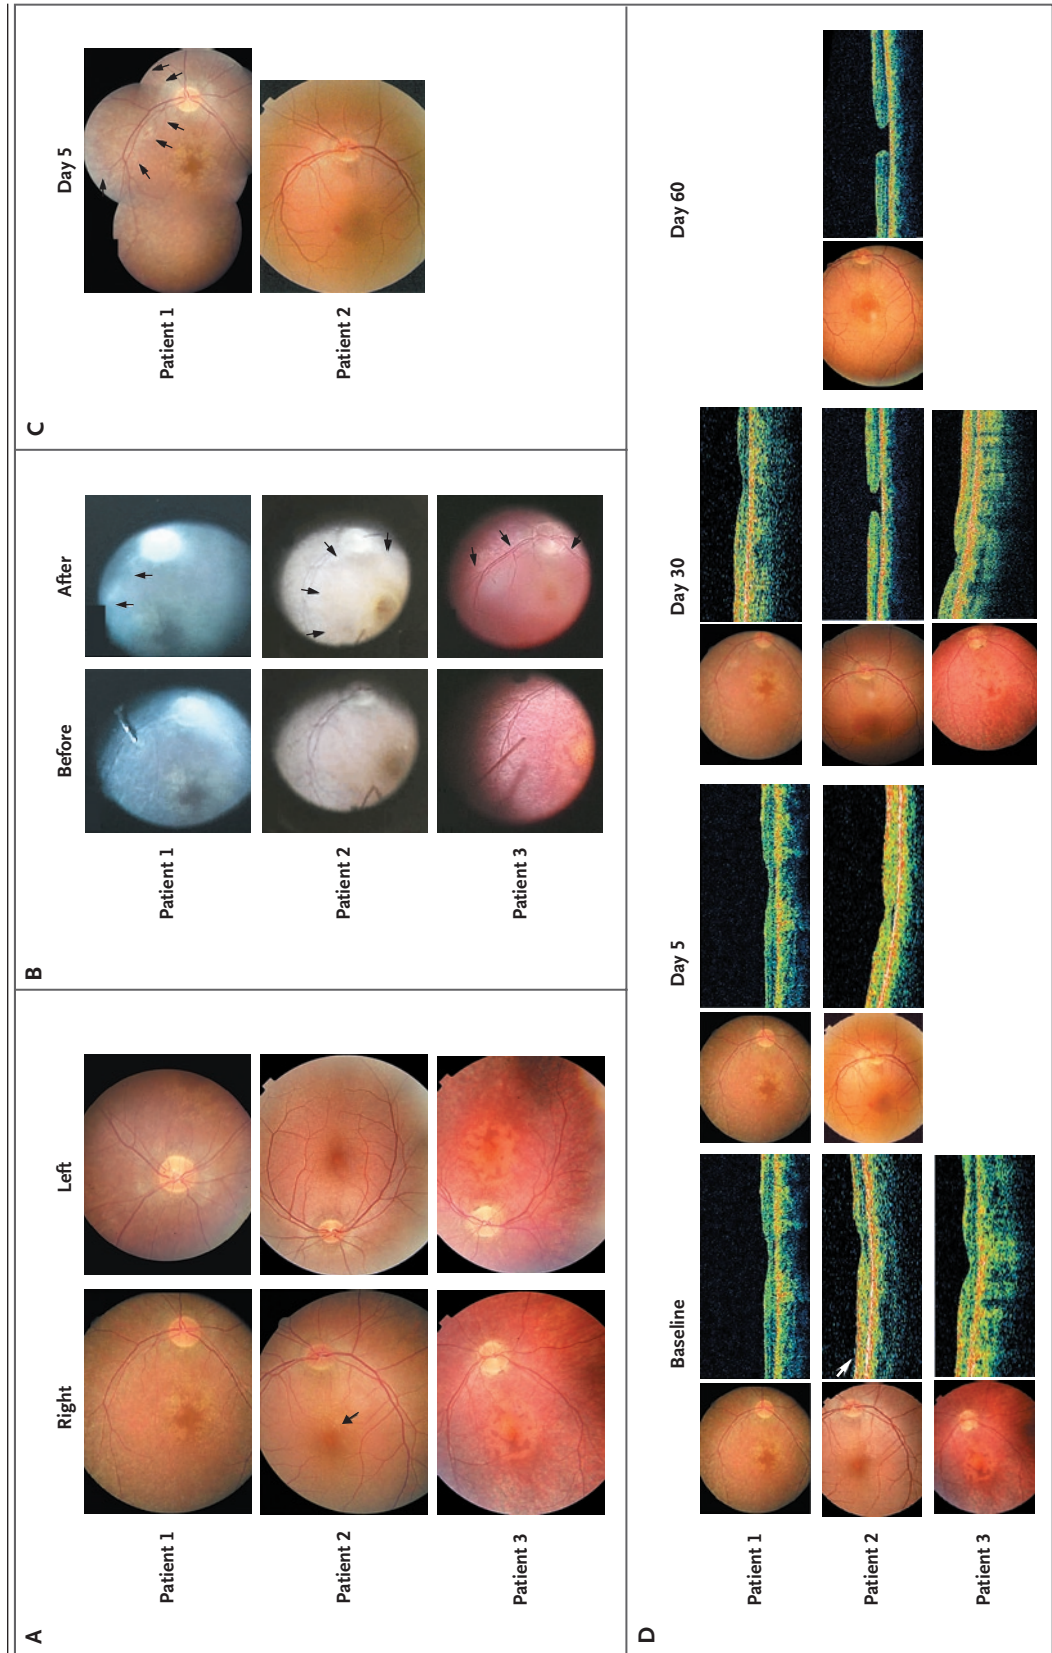 A
Right
Left
Patient 1
Patient 2
Patient 3
B
Before
After
Patient 1
Patient 2
Patient 3
C
Day 5
Patient 1
Patient 2
D
Baseline
Day 5
Day 30
Day 60
Patient 1
Patient 2
Patient 3